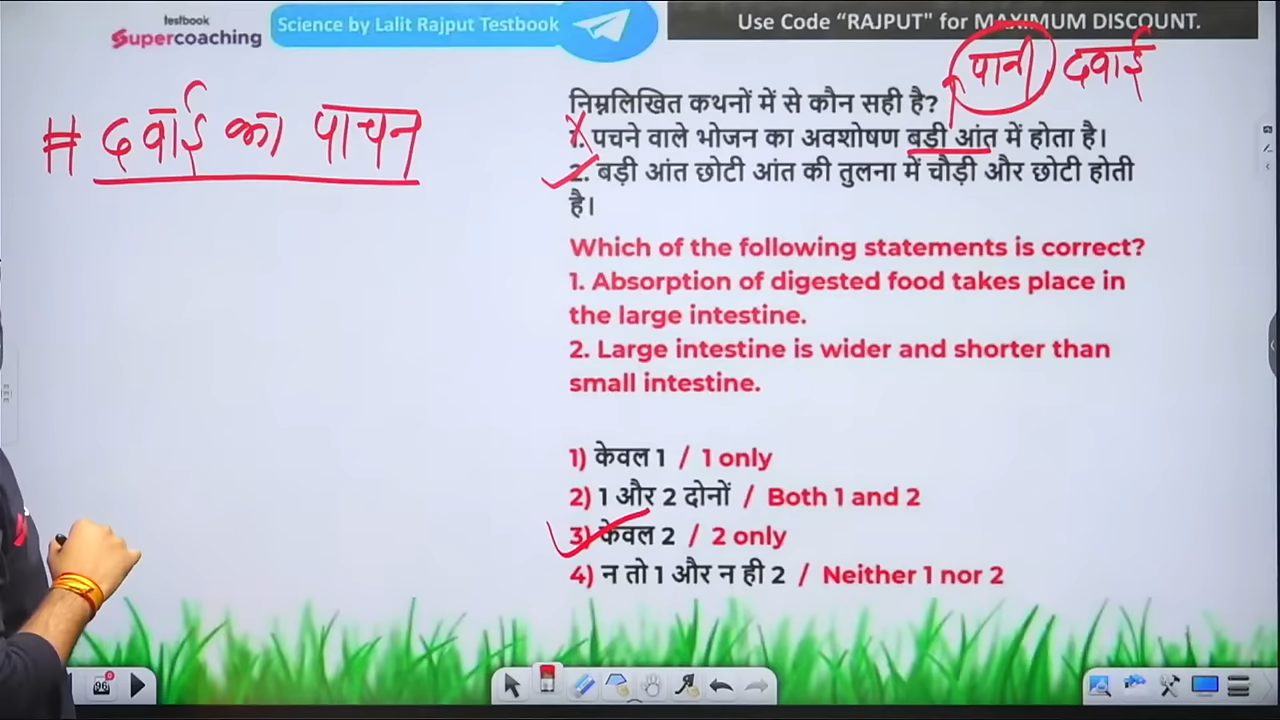 testbook
Supercoaching
Science by Lalit Rajput Testbook
Use Code “RAJPUT" for MAXIMUM DISCOUNT.
पानी दवाई
# दवाई का पाचन
निम्नलिखित कथनों में से कौन सही है?
1. पचने वाले भोजन का अवशोषण बड़ी आंत में होता है।
2. बड़ी आंत छोटी आंत की तुलना में चौड़ी और छोटी होती
है।
Which of the following statements is correct?
1. Absorption of digested food takes place in
the large intestine.
2. Large intestine is wider and shorter than
small intestine.
1) केवल 1 / 1 only
2) 1 और 2 दोनों / Both 1 and 2
3) केवल 2 / 2 only
4) न तो 1 और न ही 2 / Neither 1 nor 2
96